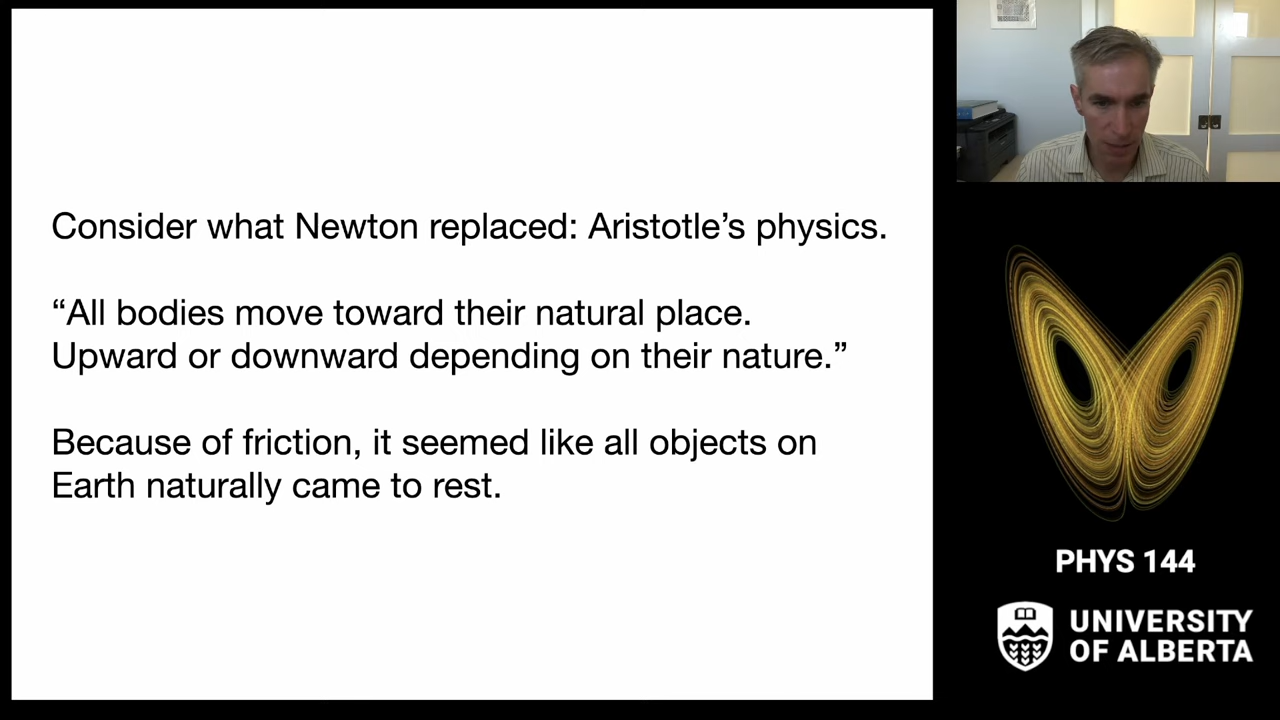 Consider what Newton replaced: Aristotle’s physics.
“All bodies move toward their natural place.
Upward or downward depending on their nature.”
Because of friction, it seemed like all objects on
Earth naturally came to rest.
PHYS 144
UNIVERSITY
OF ALBERTA